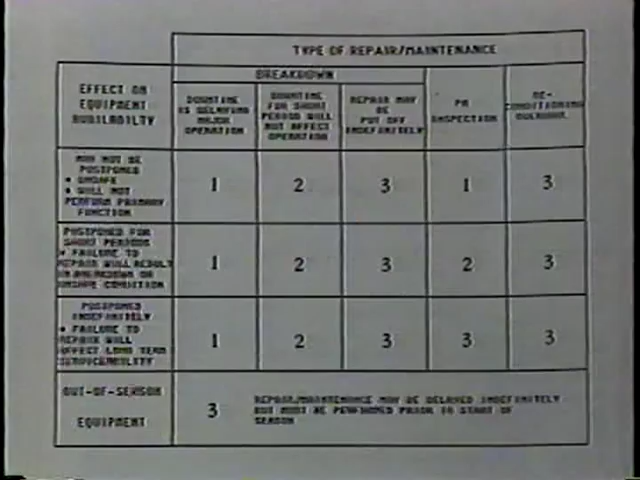 TYPE OF REPAIR/MAINTENANCE
BREAKDOWN
EFFECT ON
EQUIPMENT
AVAILABILTY
DOWNTIME
IS DELAYING
MAJOR
OPERATION
DOWNTIME
FOR SHORT
PERIOD WILL
NOT AFFECT
OPERATION
REPAIR MAY
BE
PUT OFF
INDEFINITELY
PM
INSPECTION
RE-
CONDITIONING
OVERHAUL
MAY NOT BE
POSTPONED
• UNSAFE
• WILL NOT
PERFORM PRIMARY
FUNCTION
1 2 3 1 3
POSTPONED FOR
SHORT PERIODS
• FAILURE TO
REPAIR WILL RESULT
IN BREAKDOWN OR
UNSAFE CONDITION
1 2 3 2 3
POSTPONED
INDEFINITELY
• FAILURE TO
REPAIR WILL
AFFECT LONG TERM
SERVICEABILITY
1 2 3 3 3
OUT-OF-SEASON
EQUIPMENT
3
REPAIR/MAINTENANCE MAY BE DELAYED INDEFINITELY
BUT MUST BE PERFORMED PRIOR TO START OF
SEASON